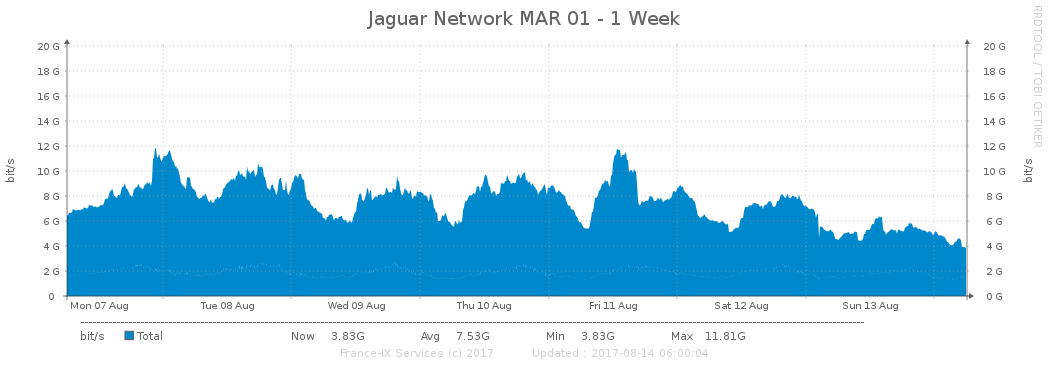 Jaguar Network MAR 01 - 1 Week
RRDTOOL / TOBI OETIKER
20 G 20 G
18 G 18 G
16 G 16 G
14 G 14 G
12 G 12 G
10 G 10 G
8 G 8 G
6 G 6 G
4 G 4 G
2 G 2 G
0 0 G
bit/s
bit/s
Mon 07 Aug Tue 08 Aug Wed 09 Aug Thu 10 Aug Fri 11 Aug Sat 12 Aug Sun 13 Aug
bit/s Total Now 3.83G Avg 7.53G Min 3.83G Max 11.81G
France-IX Services (c) 2017 Updated : 2017-08-14 06:00:04